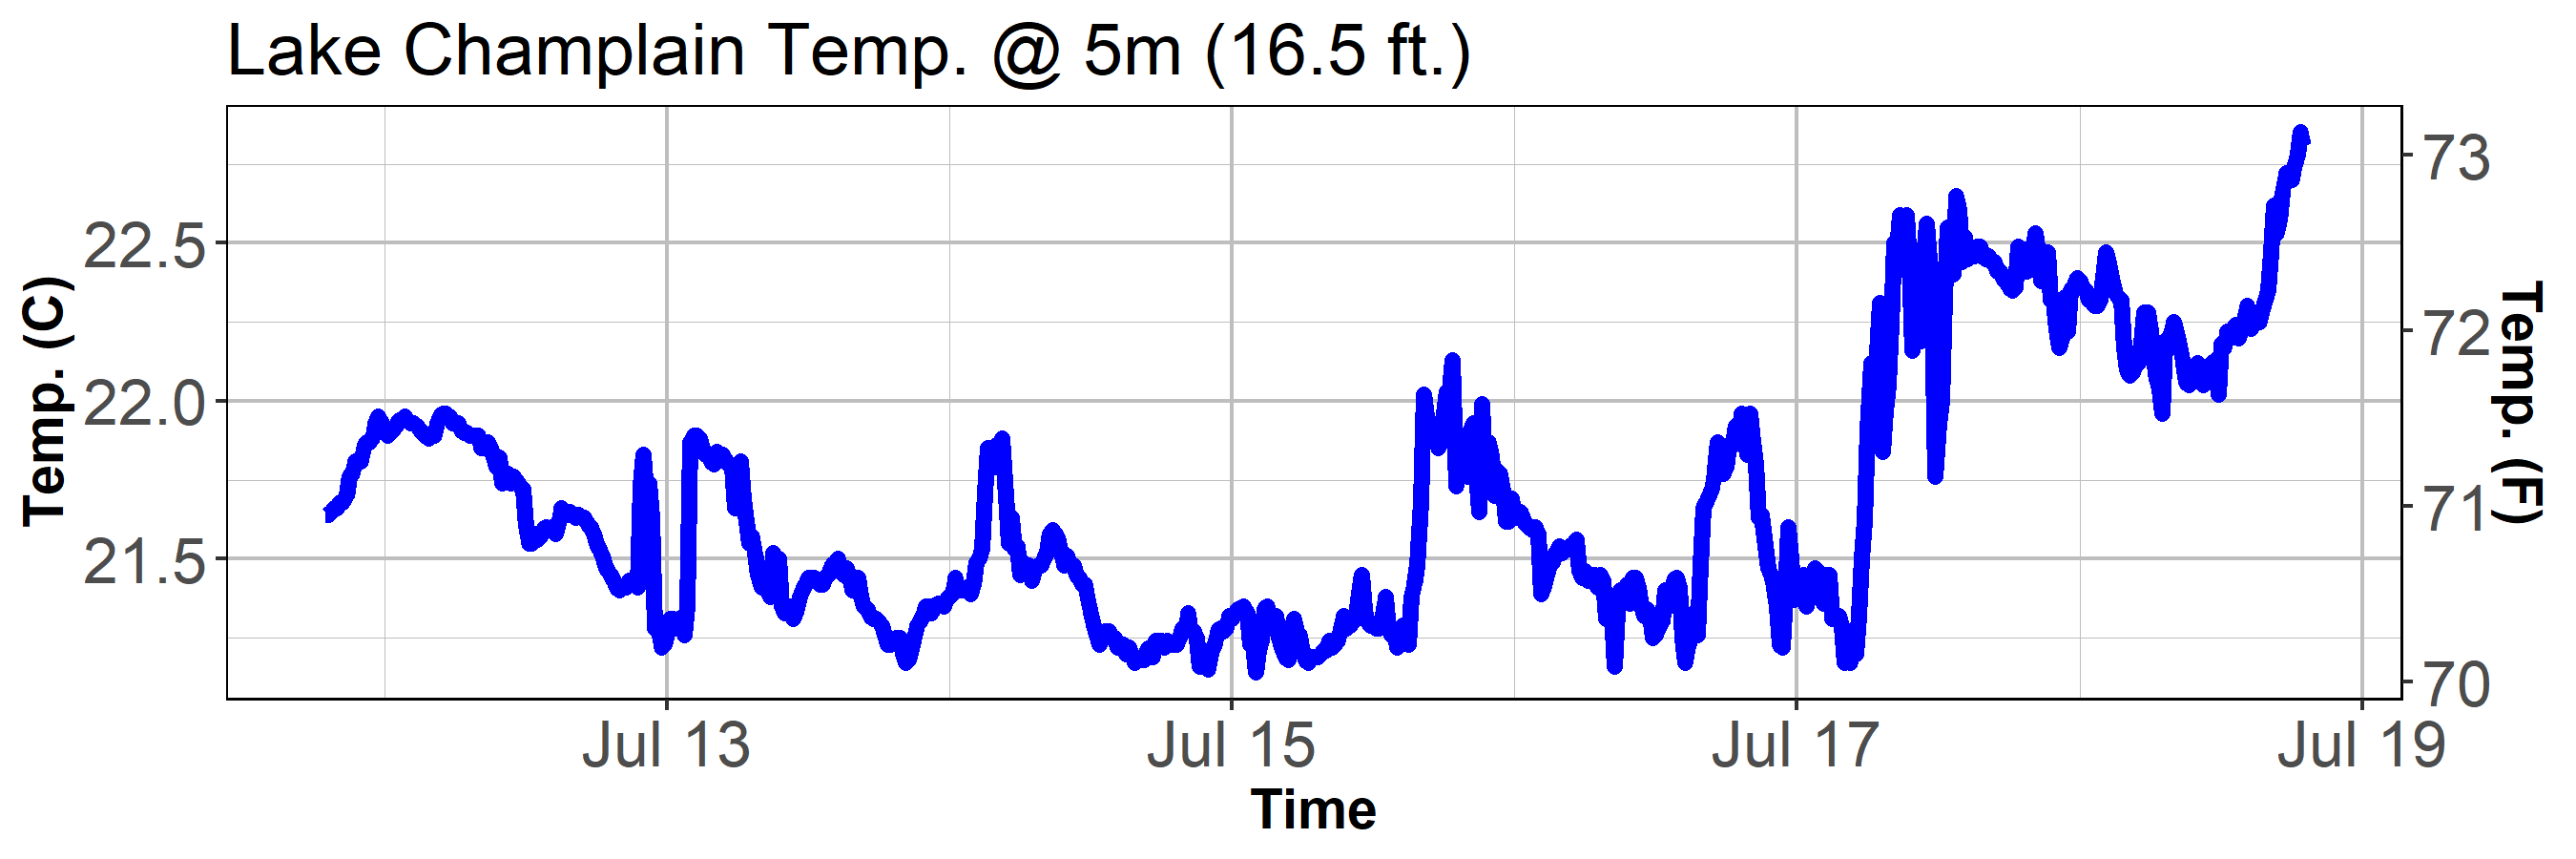 Lake Champlain Temp. @ 5m (16.5 ft.)
Temp. (C)
22.5
22.0
21.5
73
72
71
70
Temp. (F)
Jul 13
Jul 15
Jul 17
Jul 19
Time